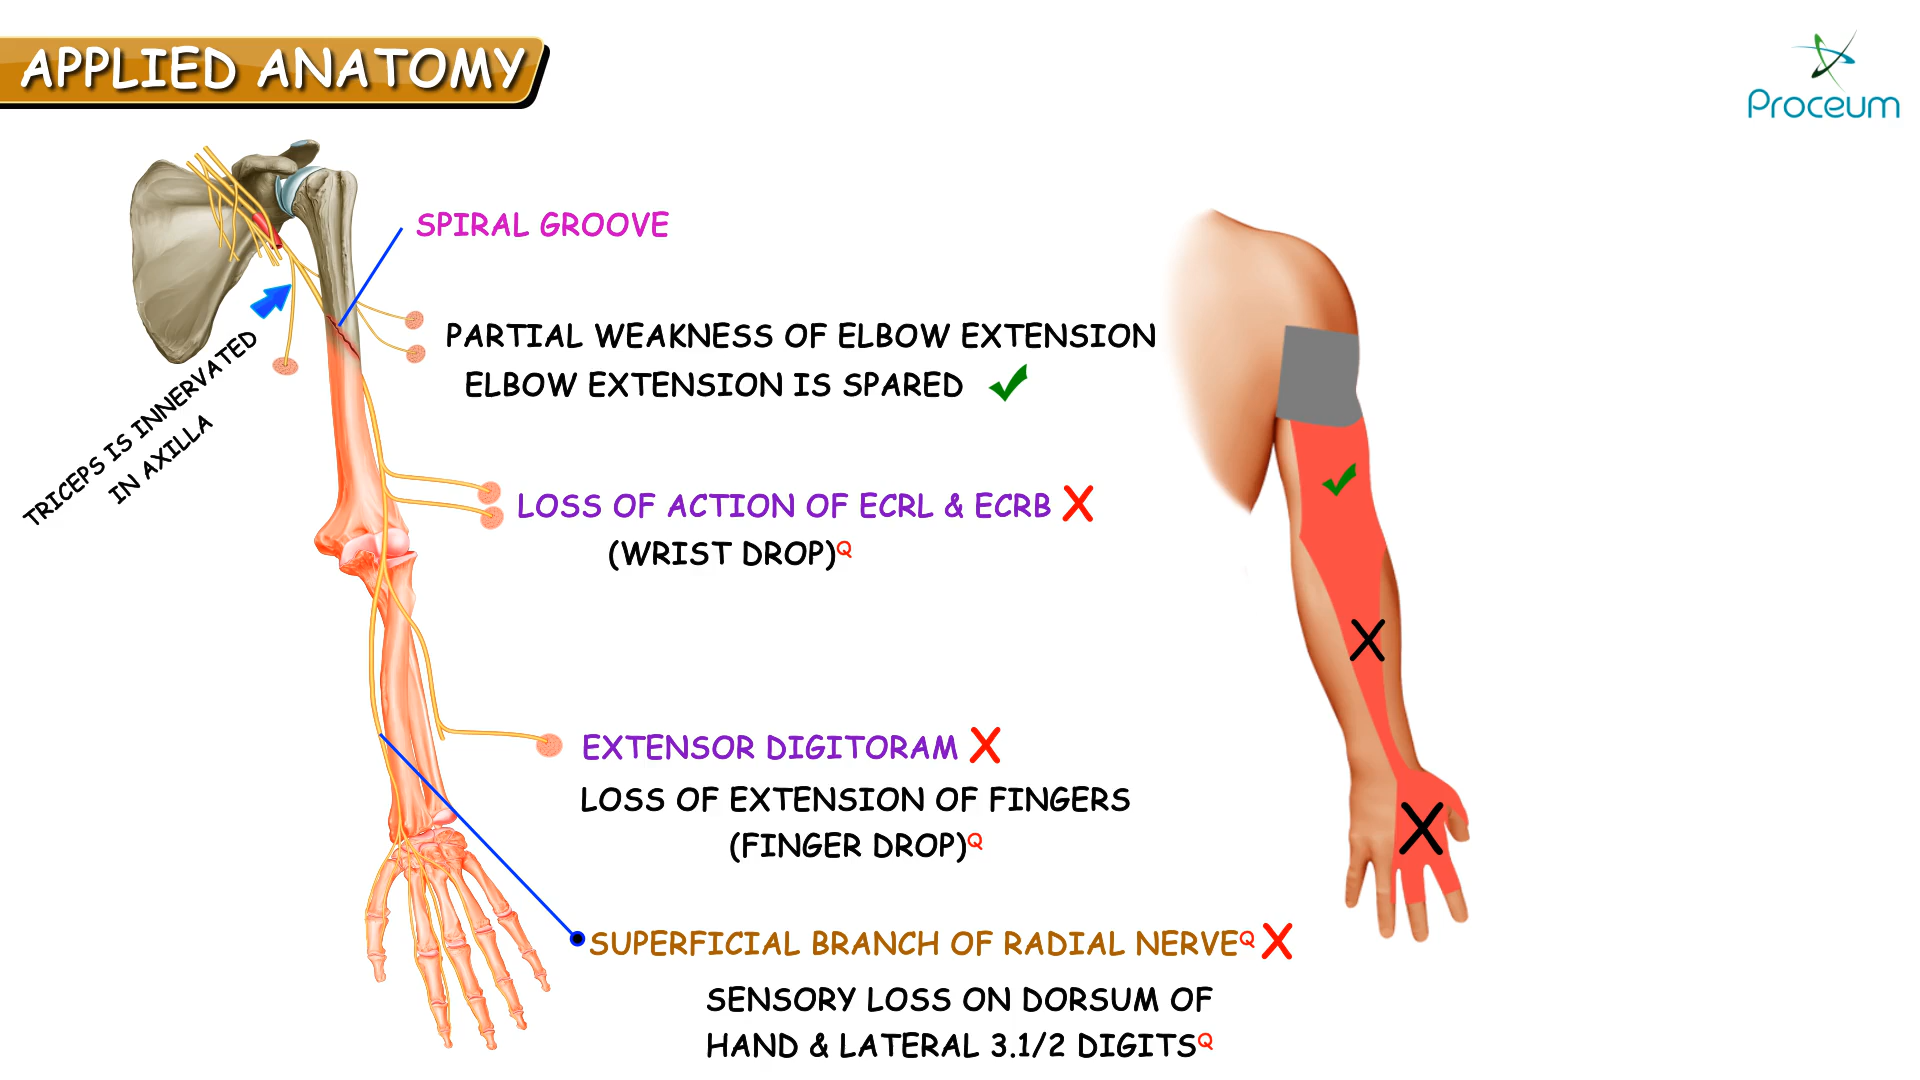 APPLIED ANATOMY
Proceum
SPIRAL GROOVE
TRICEPS IS INNERVATED
IN AXILLA
PARTIAL WEAKNESS OF ELBOW EXTENSION
ELBOW EXTENSION IS SPARED
LOSS OF ACTION OF ECRL & ECRB X
(WRIST DROP)Q
EXTENSOR DIGITORAM X
LOSS OF EXTENSION OF FINGERS
(FINGER DROP)Q
SUPERFICIAL BRANCH OF RADIAL NERVEQ X
SENSORY LOSS ON DORSUM OF
HAND & LATERAL 3.1/2 DIGITSQ